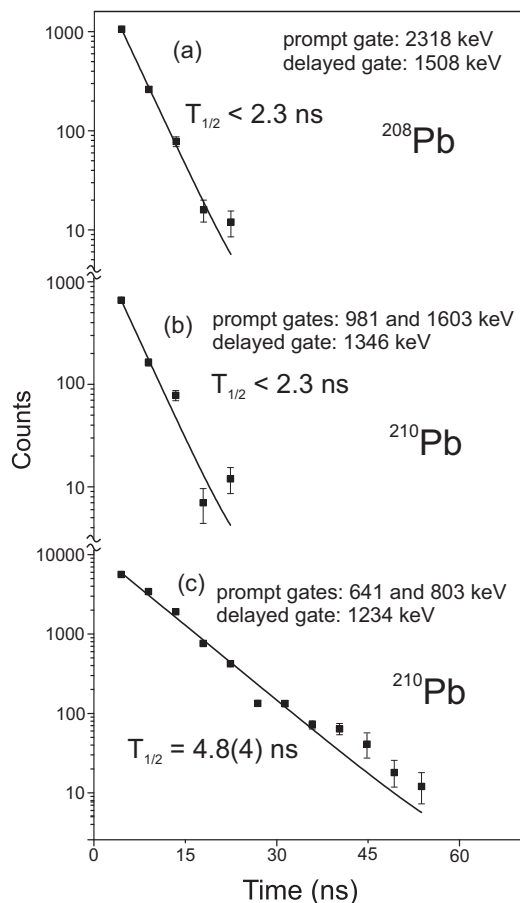 1000
(a)
prompt gate: 2318 keV
delayed gate: 1508 keV
T1/2 < 2.3 ns
100
208Pb
10
1000
(b)
prompt gates: 981 and 1603 keV
delayed gate: 1346 keV
T1/2 < 2.3 ns
100
210Pb
Counts
10
10000
(c)
prompt gates: 641 and 803 keV
delayed gate: 1234 keV
1000
210Pb
100
T1/2 = 4.8(4) ns
10
0 15 30 45 60
Time (ns)